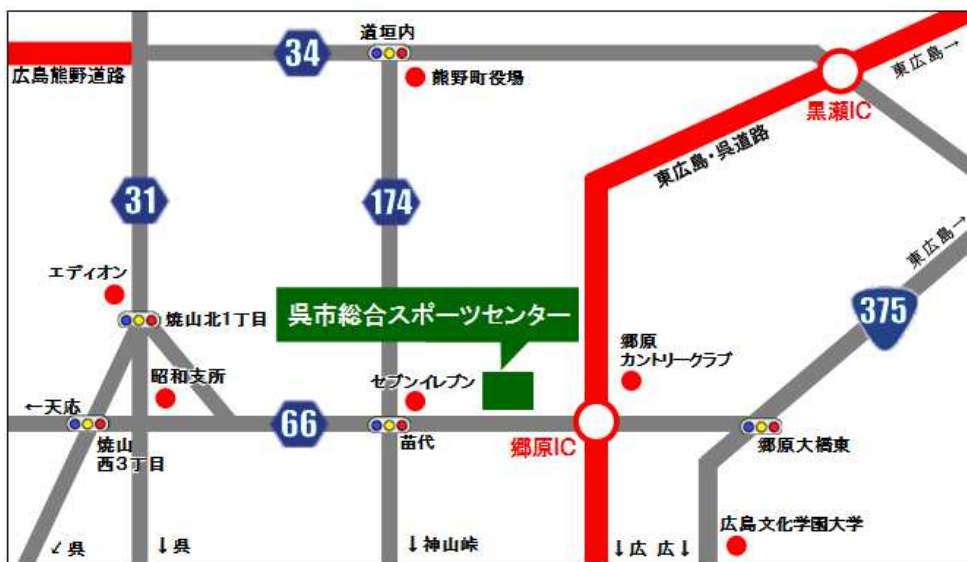 道垣内
34
広島熊野道路
熊野町役場
東広島→
黒瀬IC
東広島・呉道路
31
174
東広島→
エディオン
呉市総合スポーツセンター
375
焼山北1丁目
郷原
カントリークラブ
昭和支所
セブンイレブン
←天応
66
焼山
西3丁目
苗代
郷原IC
郷原大橋東
広島文化学園大学
↙呉
↓呉
↓神山峠
↓広 広↓